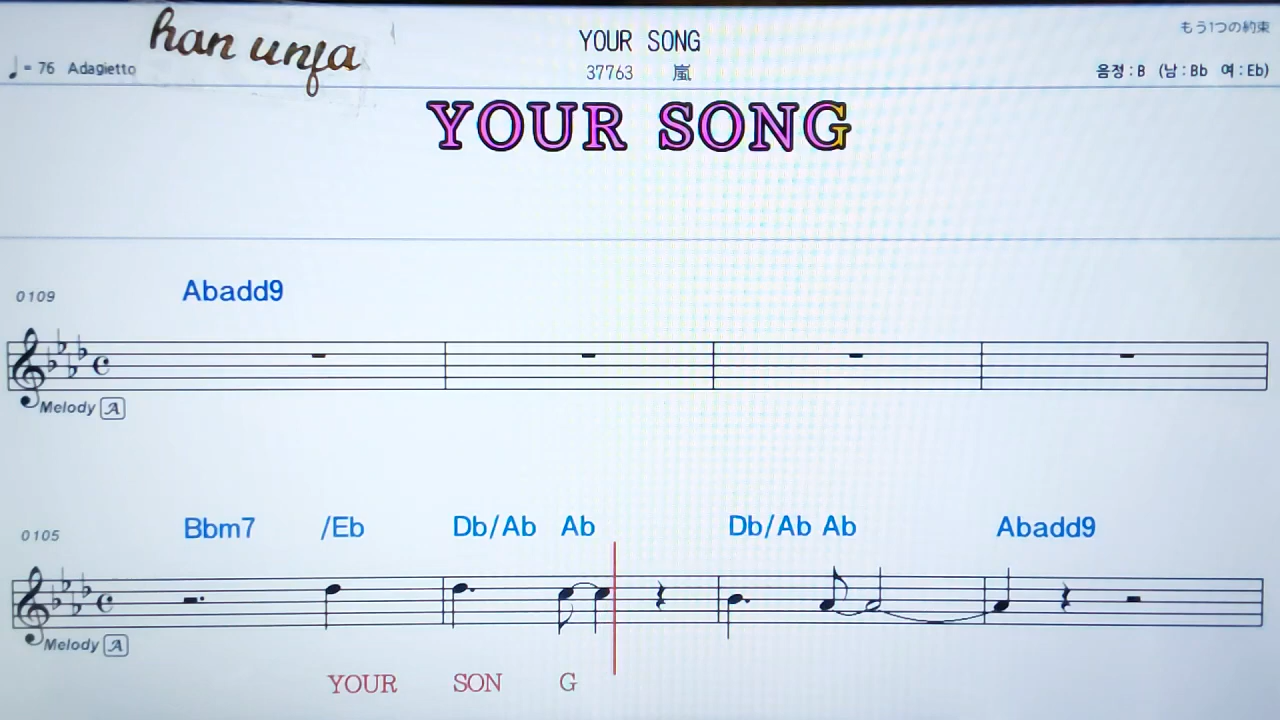 han unfa
YOUR SONG
もう1つの約束
♩= 76 Adagietto
37763 嵐
음정 : B (남 : Bb 여 : Eb)
YOUR SONG
0109
Abadd9
Melody A
0105
Bbm7 /Eb Db/Ab Ab Db/Ab Ab Abadd9
Melody A
YOUR SON G